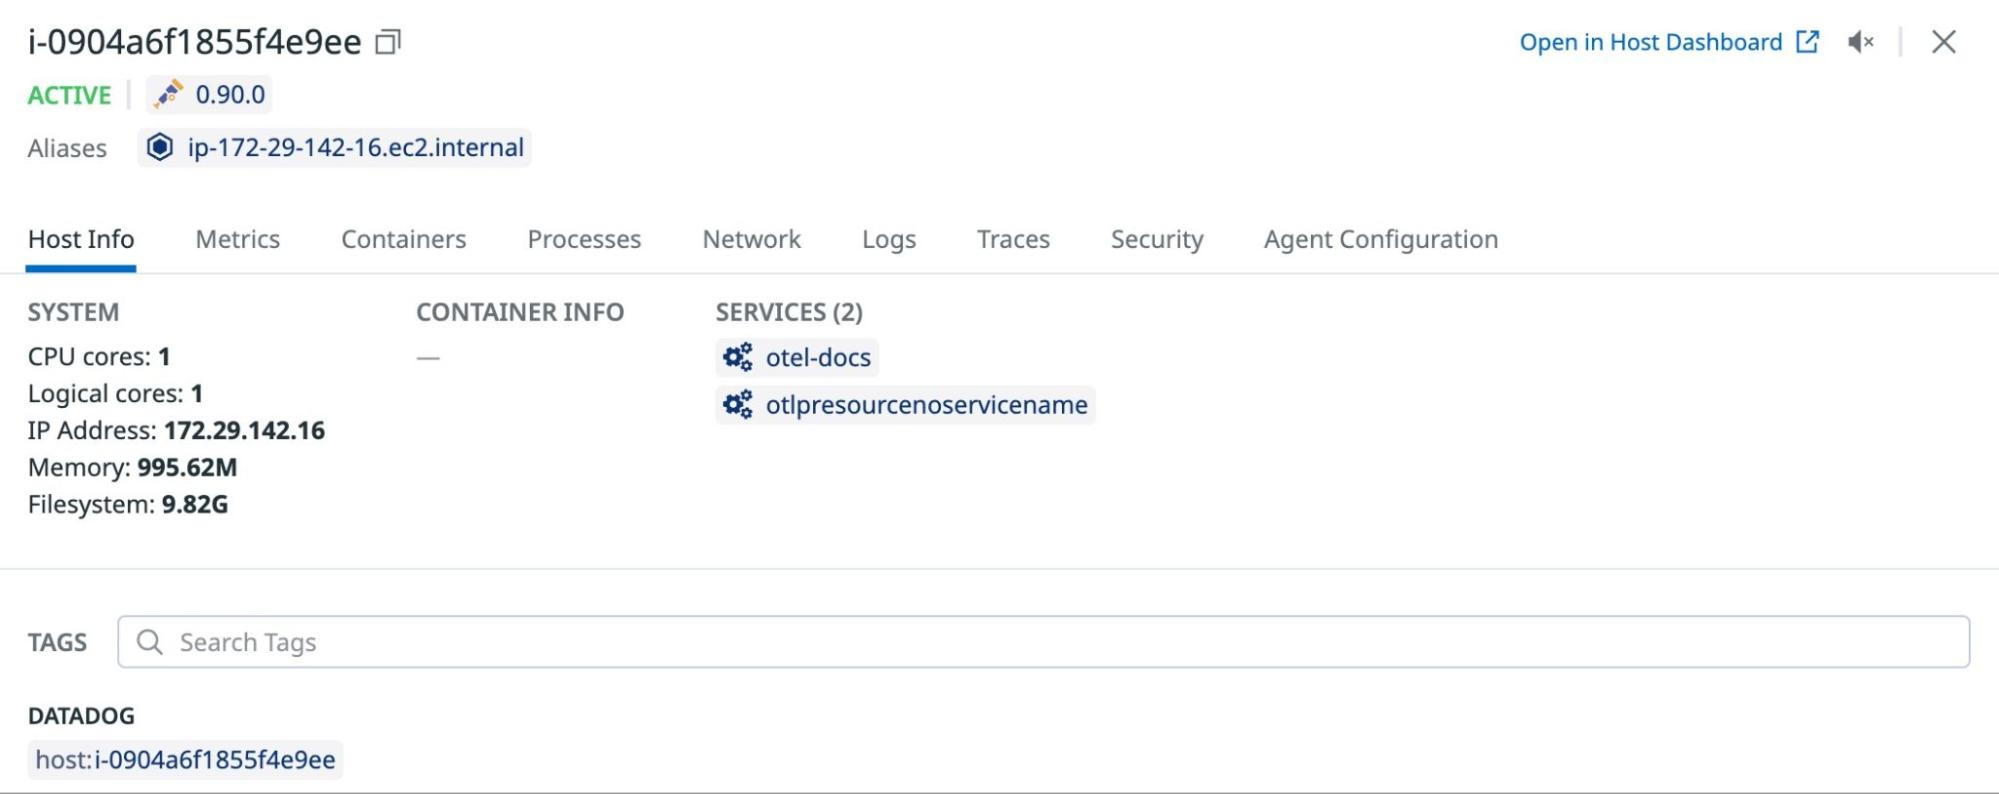 i-0904a6f1855f4e9ee
Open in Host Dashboard
ACTIVE 0.90.0
Aliases ip-172-29-142-16.ec2.internal
Host Info Metrics Containers Processes Network Logs Traces Security Agent Configuration
SYSTEM
CPU cores: 1
Logical cores: 1
IP Address: 172.29.142.16
Memory: 995.62M
Filesystem: 9.82G
CONTAINER INFO
—
SERVICES (2)
otel-docs
otlpresourcenoservicename
TAGS Search Tags
DATADOG
host:i-0904a6f1855f4e9ee